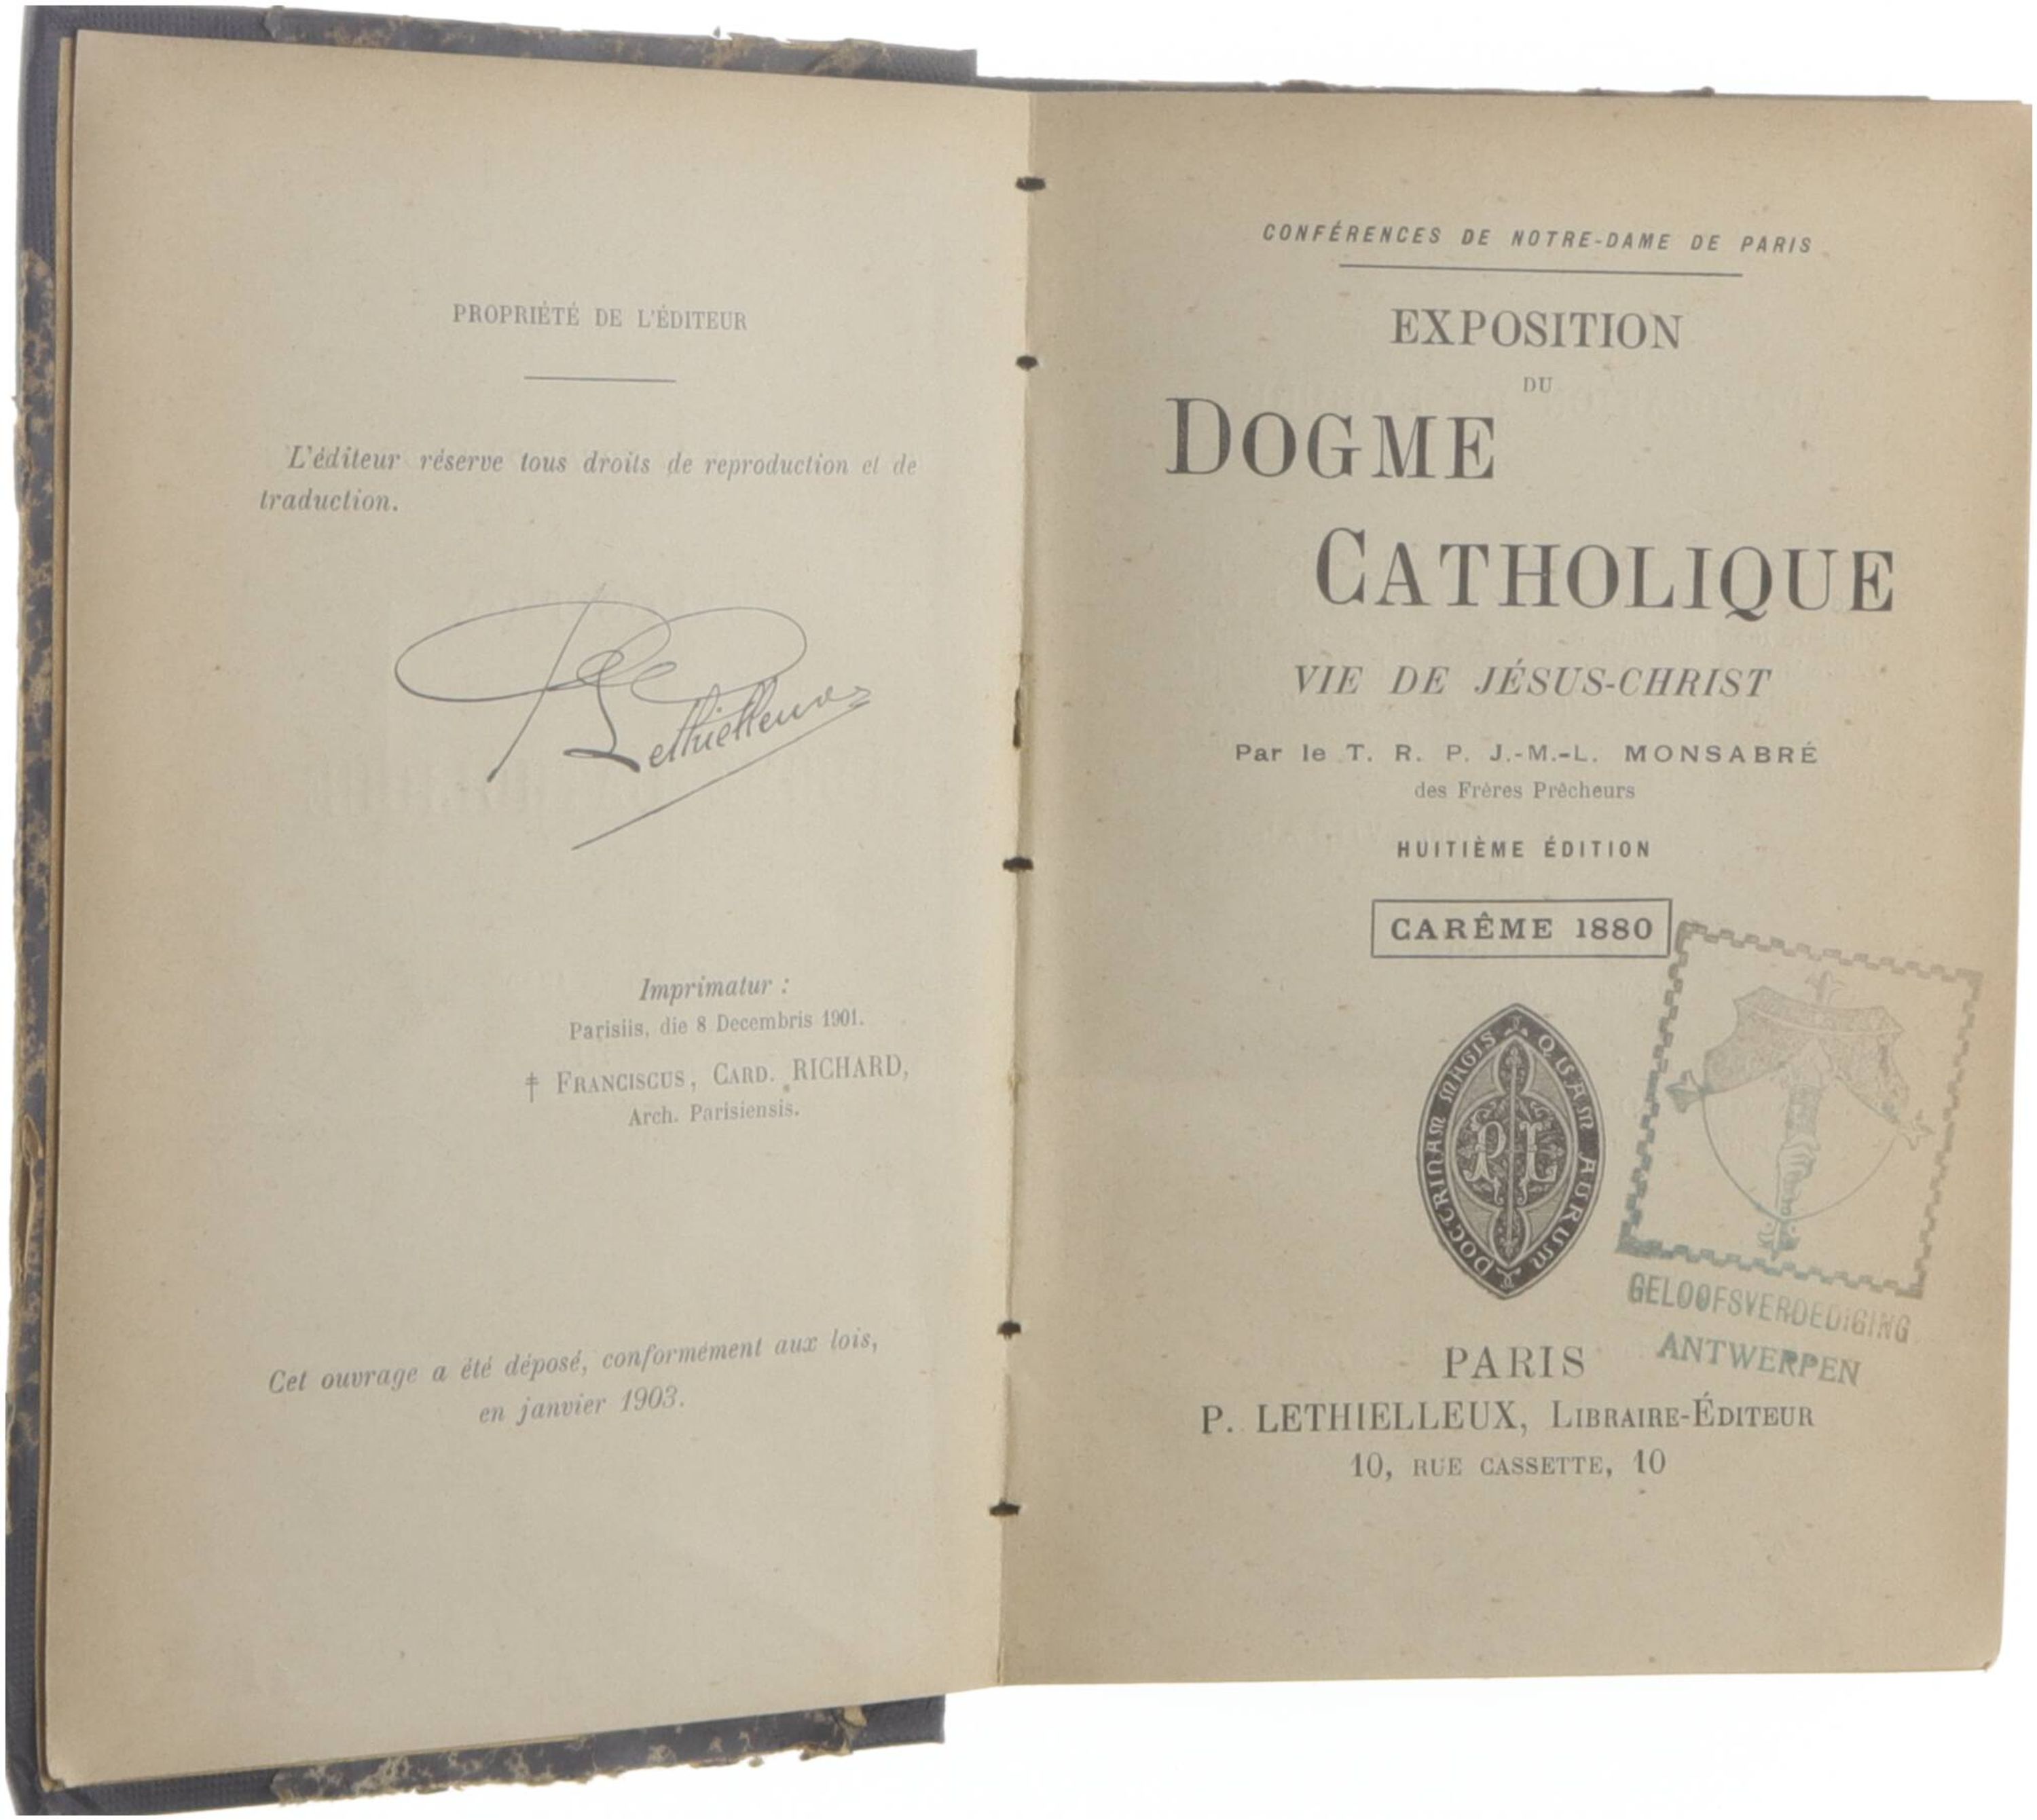 PROPRIÉTÉ DE L'ÉDITEUR
L'éditeur réserve tous droits de reproduction et de
traduction.
P Lethielleux
Imprimatur :
Parisiis, die 8 Decembris 1901.
† FRANCISCUS, CARD. RICHARD,
Arch. Parisiensis.
Cet ouvrage a été déposé, conformément aux lois,
en janvier 1903.
CONFÉRENCES DE NOTRE-DAME DE PARIS
EXPOSITION
DU
DOGME
CATHOLIQUE
VIE DE JÉSUS-CHRIST
Par le T. R. P. J.-M.-L. MONSABRÉ
des Frères Prêcheurs
HUITIÈME ÉDITION
CARÊME 1880
DOCTRINAM MAGIS QUAM AURUM
PL
GELOOFSVERDEDIGING
ANTWERPEN
PARIS
P. LETHIELLEUX, LIBRAIRE-ÉDITEUR
10, RUE CASSETTE, 10